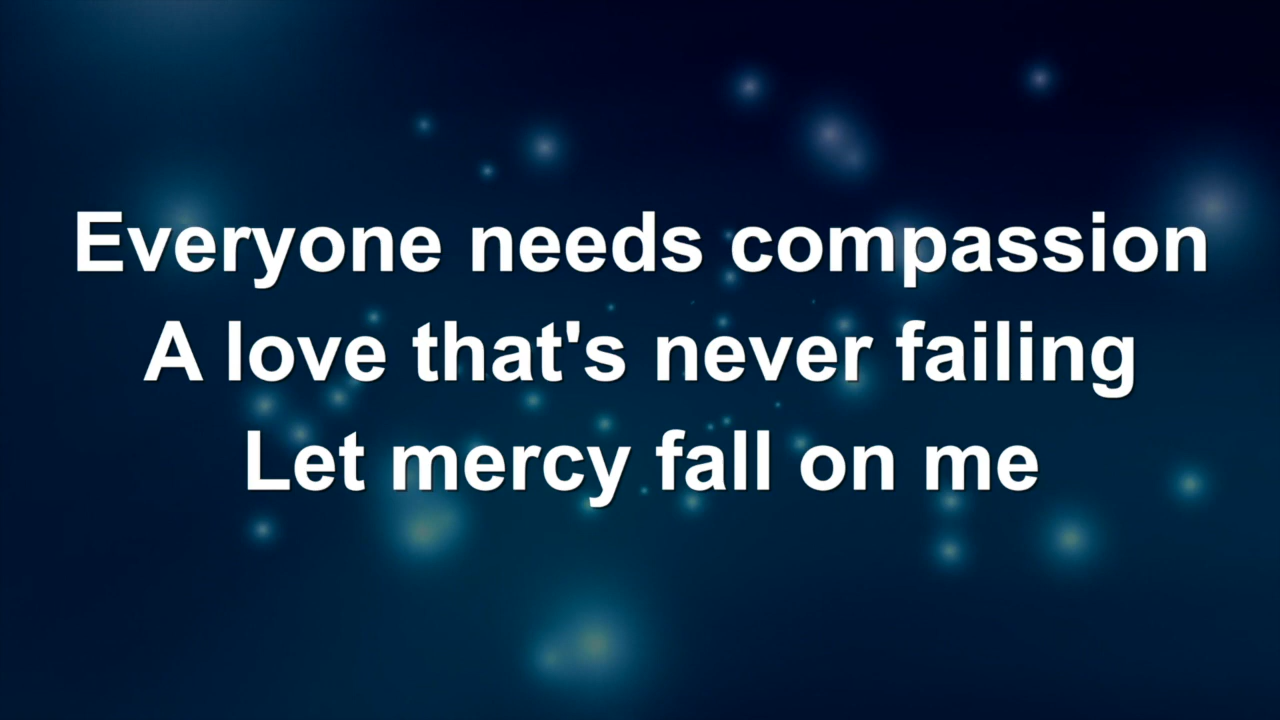 Everyone needs compassion
A love that's never failing
Let mercy fall on me